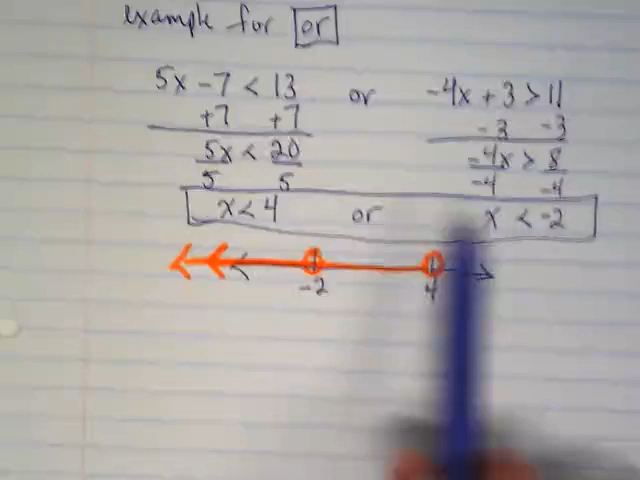 example for or
5x - 7 < 13 or -4x + 3 > 11
+7 +7 -3 -3
5x < 20 -4x > 8
5 5 -4 -4
x < 4 or x < -2
-2 4